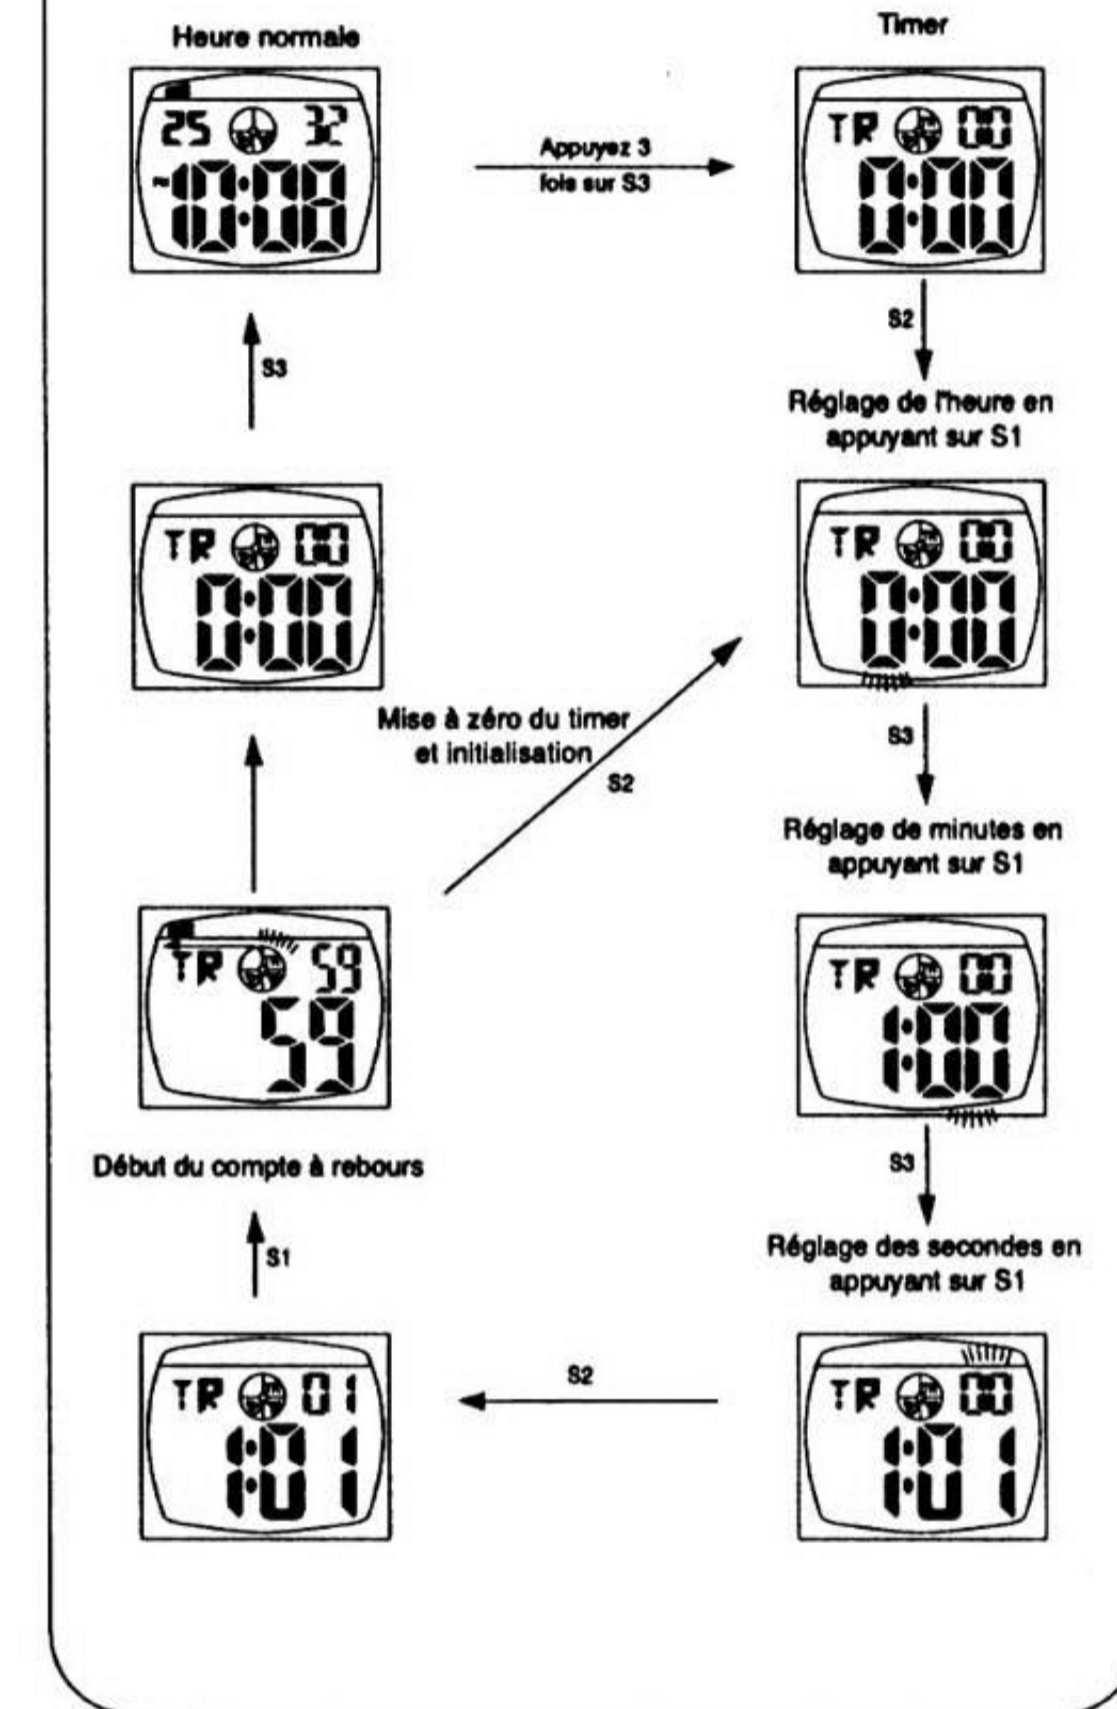 Heure normale
Timer
25 32
PM 10:08
Appuyez 3
fois sur S3
TR 00
0:00
S2
Réglage de l'heure en
appuyant sur S1
S3
TR 00
0:00
TR 00
0:00
Mise à zéro du timer
et initialisation
S2
S3
Réglage de minutes en
appuyant sur S1
TR 59
59
TR 00
1:00
Début du compte à rebours
S3
S1
Réglage des secondes en
appuyant sur S1
TR 01
1:01
S2
TR 00
1:01